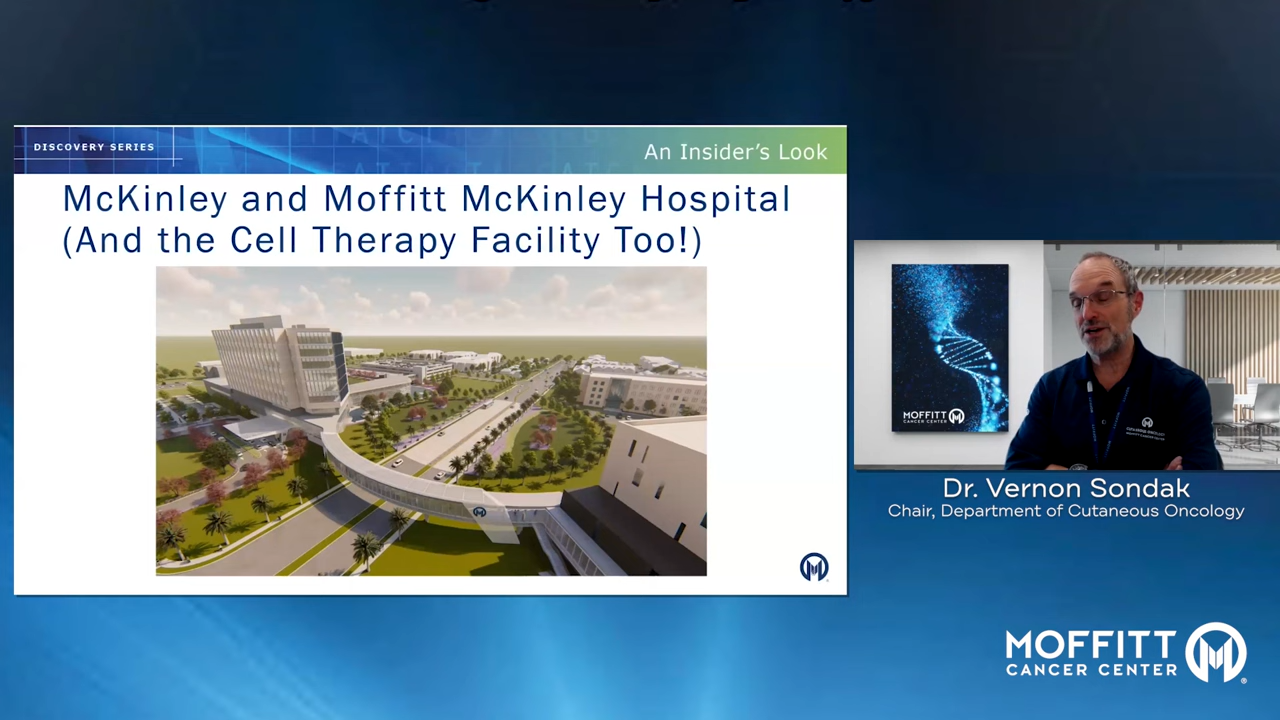 DISCOVERY SERIES
An Insider's Look
McKinley and Moffitt McKinley Hospital
(And the Cell Therapy Facility Too!)
MOFFITT
CANCER CENTER
Dr. Vernon Sondak
Chair, Department of Cutaneous Oncology
MOFFITT
CANCER CENTER